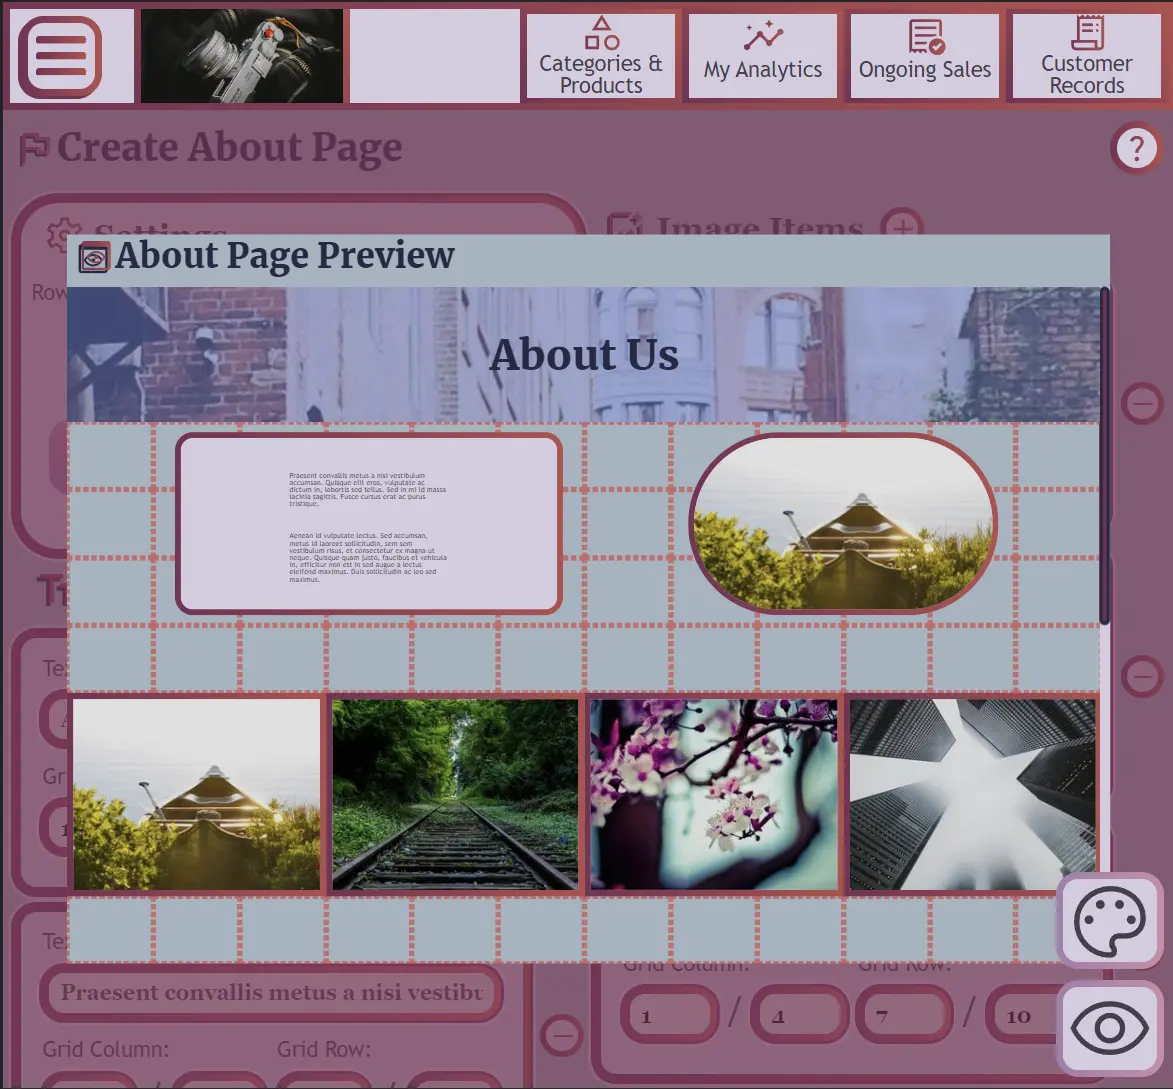 Categories &
Products
My Analytics
Ongoing Sales
Customer
Records
Create About Page
?
Settings
Image Items
About Page Preview
Row
About Us
Praesent convallis metus a nisi vestibulum
accumsan. Quisque elit eros, vulputate ac
dictum in, lobortis sed tellus. Sed in mi id massa
lacinia sagittis. Fusce cursus erat ac purus
tristique.
Aenean id vulputate lectus. Sed accumsan,
metus id laoreet sollicitudin, sem sem
vestibulum risus, et consectetur ex magna ut
neque. Quisque quam justo, faucibus et vehicula
in, efficitur non est in sed augue a lectus
eleifend maximus. Duis sollicitudin ac leo sed
maximus.
Te
A
Gr
1
Te
Grid Column:
Grid Row:
Praesent convallis metus a nisi vestibu
1 / 4
7 / 10
Grid Column:
Grid Row: